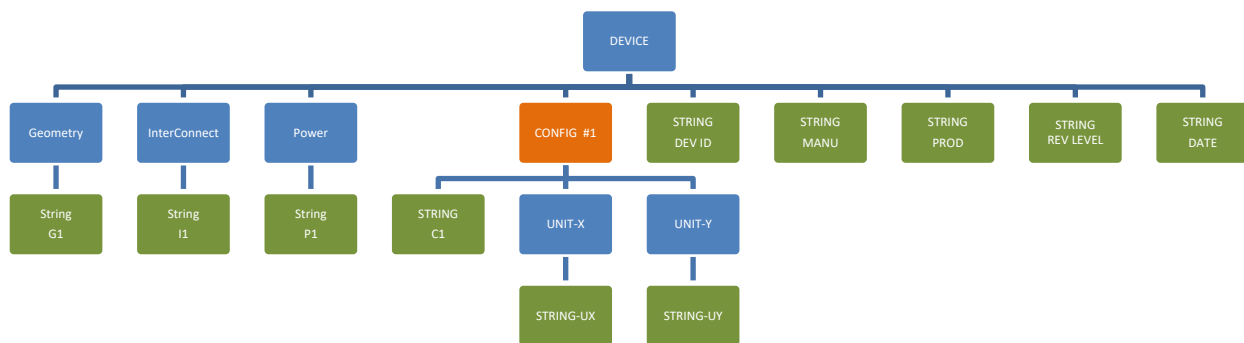 DEVICE
Geometry
InterConnect
Power
CONFIG #1
STRING
DEV ID
STRING
MANU
STRING
PROD
STRING
REV LEVEL
STRING
DATE
String
G1
String
I1
String
P1
STRING
C1
UNIT-X
UNIT-Y
STRING-UX
STRING-UY